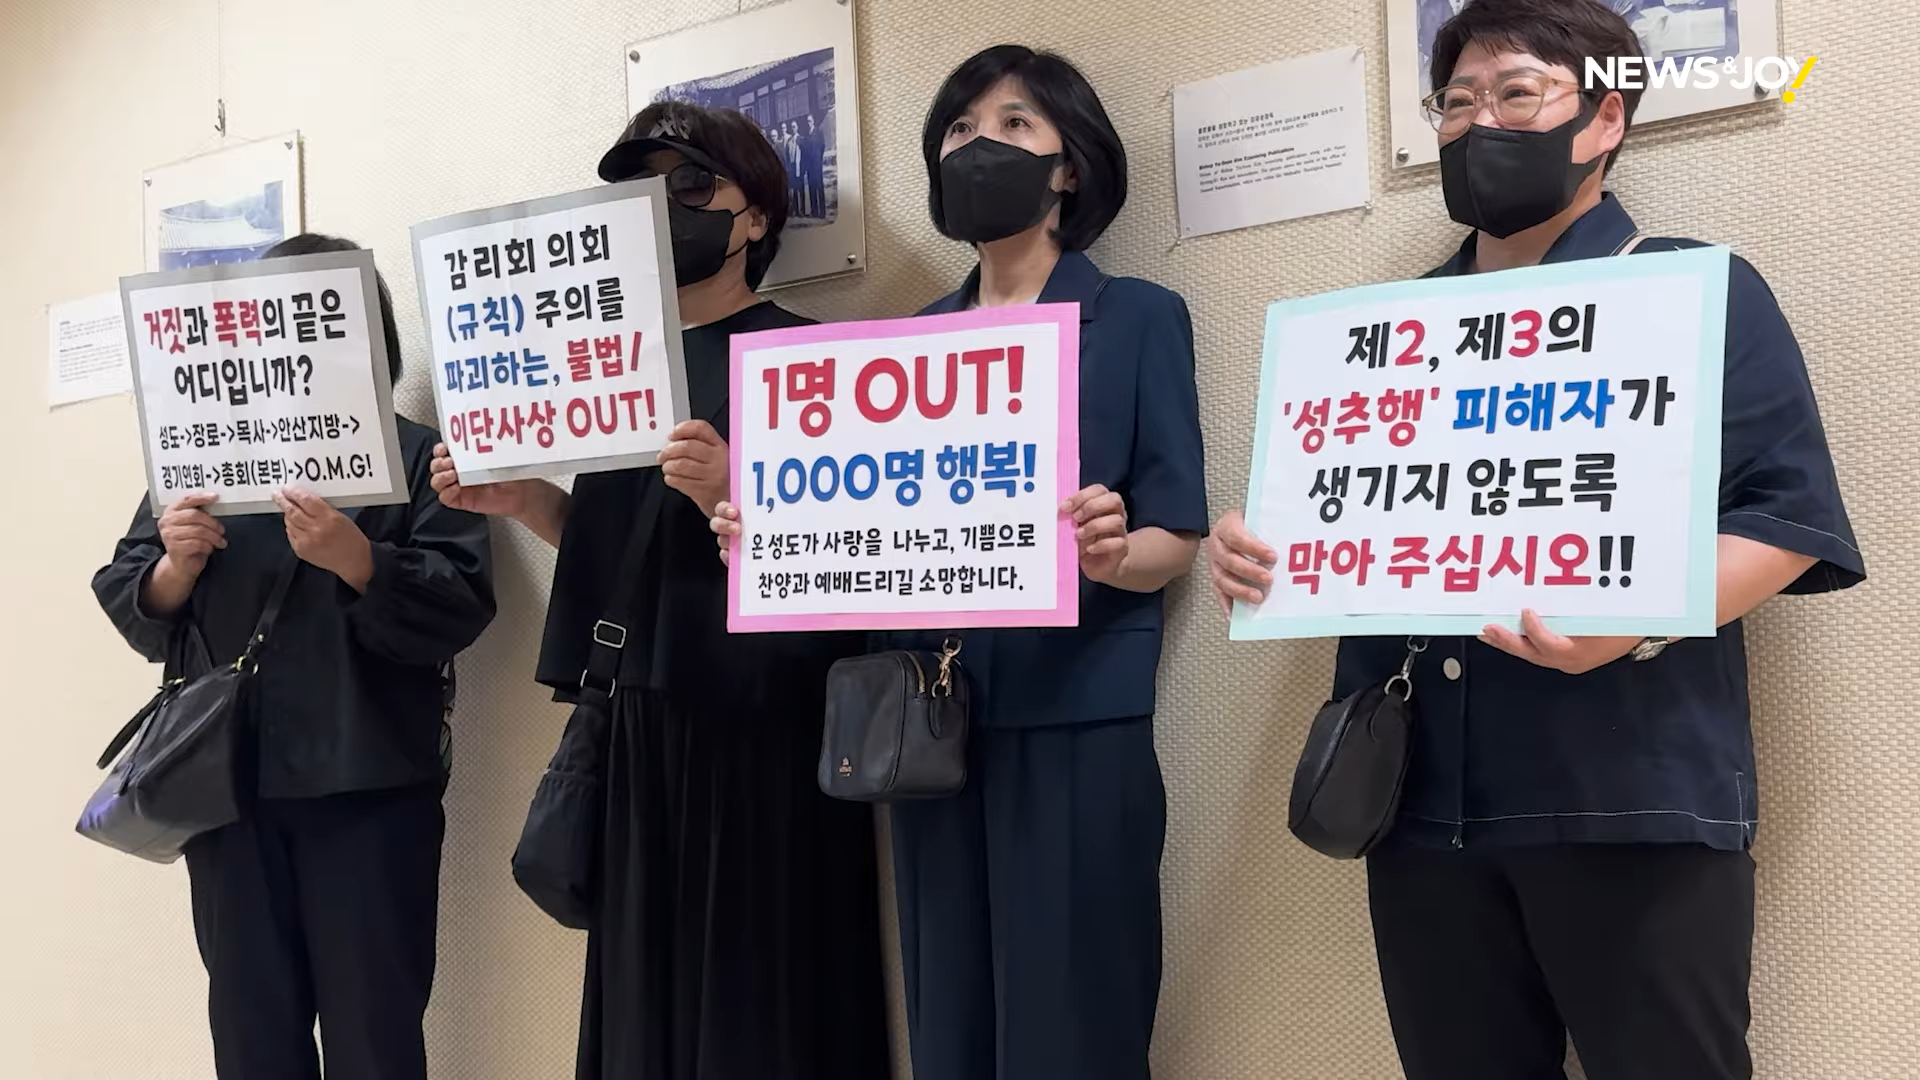 NEWS&JOY!
거짓과 폭력의 끝은
어디입니까?
성도->장로->목사->안산지방->
경기연회->총회(본부)->O.M.G!
감리회 의회
(규칙) 주의를
파괴하는, 불법/
이단사상 OUT!
1명 OUT!
1,000명 행복!
온 성도가 사랑을 나누고, 기쁨으로
찬양과 예배드리길 소망합니다.
제2, 제3의
'성추행' 피해자가
생기지 않도록
막아 주십시오!!